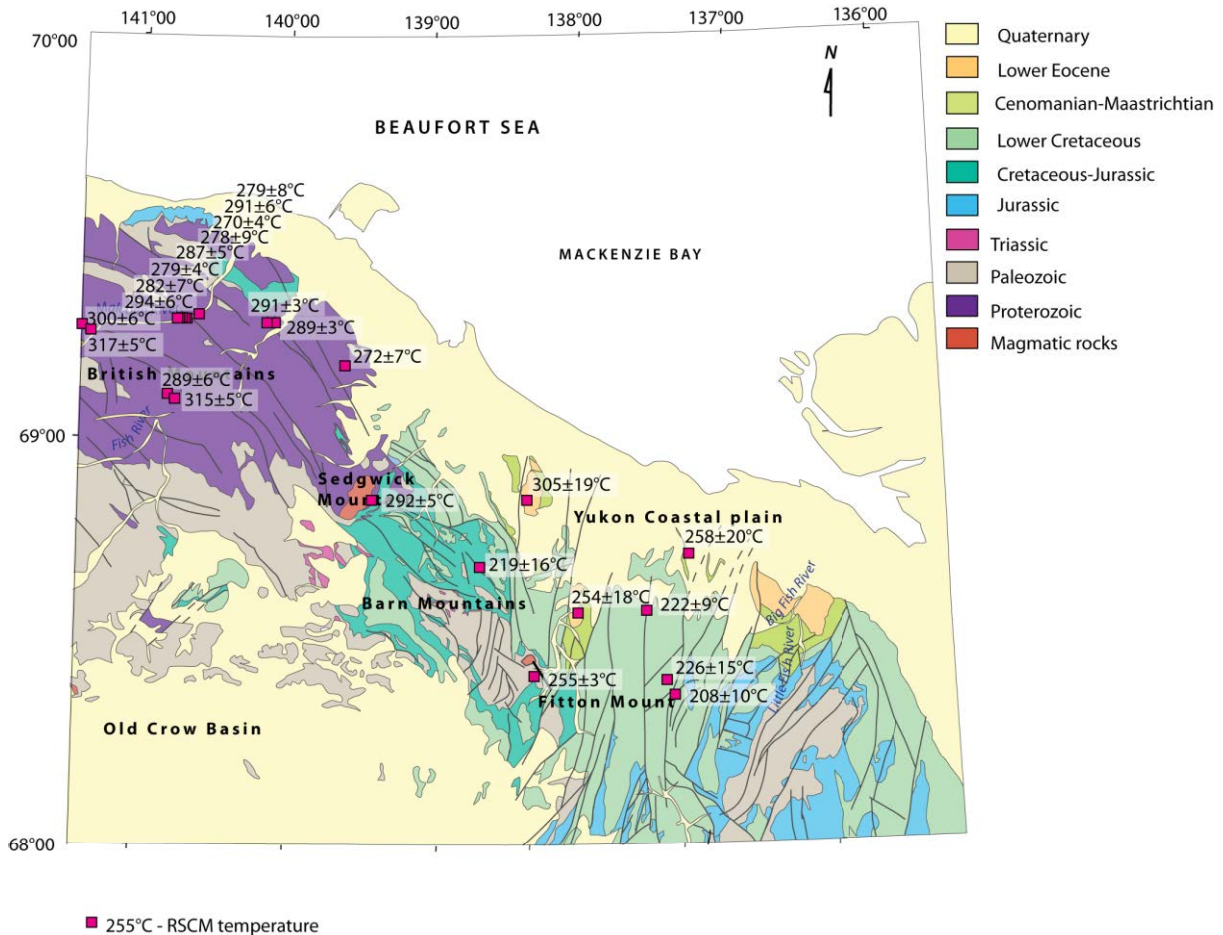 141°00
140°00
139°00
138°00
137°00
136°00
70°00
N
BEAUFORT SEA
MACKENZIE BAY
279±8°C
291±6°C
270±4°C
278±9°C
287±5°C
279±4°C
282±7°C
294±6°C
291±3°C
300±6°C
289±3°C
317±5°C
272±7°C
British
289±6°C
315±5°C
Fish River
69°00
Sedgwick
Mount
292±5°C
305±19°C
Yukon Coastal plain
258±20°C
219±16°C
254±18°C
222±9°C
Big Fish River
Barn Mountains
Little Fish River
226±15°C
255±3°C
208±10°C
Fitton Mount
Old Crow Basin
68°00
255°C - RSCM temperature
Quaternary
Lower Eocene
Cenomanian-Maastrichtian
Lower Cretaceous
Cretaceous-Jurassic
Jurassic
Triassic
Paleozoic
Proterozoic
Magmatic rocks